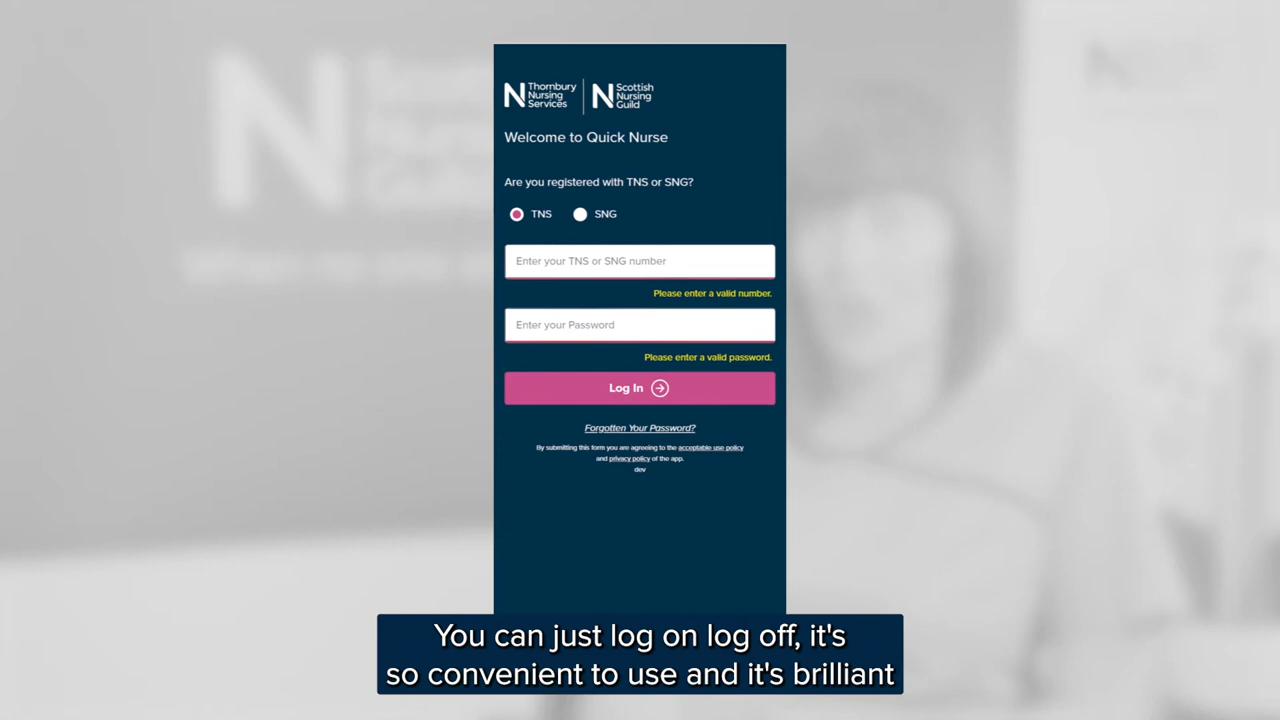 Thornbury
Nursing
Services
Scottish
Nursing
Guild
Welcome to Quick Nurse
Are you registered with TNS or SNG?
TNS SNG
Enter your TNS or SNG number
Please enter a valid number.
Enter your Password
Please enter a valid password.
Log In
Forgotten Your Password?
By submitting this form you are agreeing to the acceptable use policy
and privacy policy of the app.
dev
You can just log on log off, it's
so convenient to use and it's brilliant